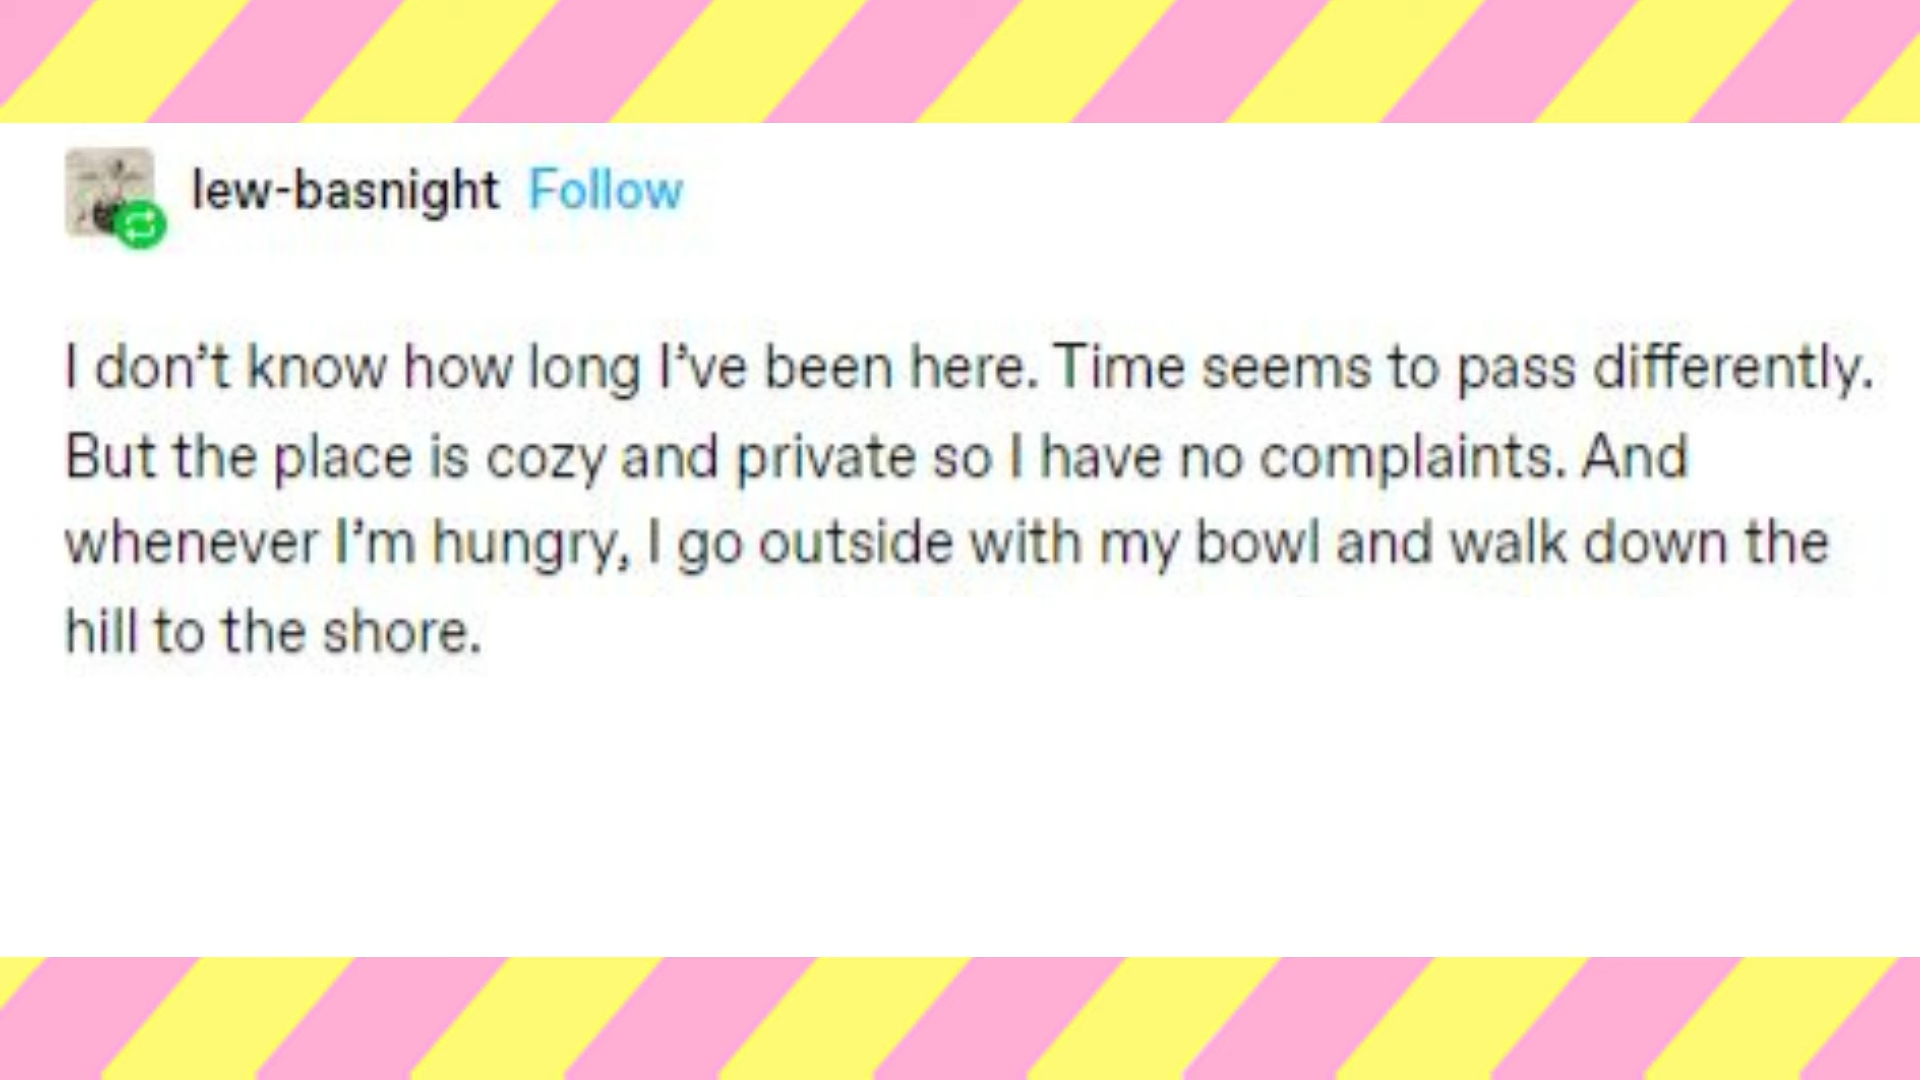 lew-basnight Follow
I don’t know how long I’ve been here. Time seems to pass differently.
But the place is cozy and private so I have no complaints. And
whenever I’m hungry, I go outside with my bowl and walk down the
hill to the shore.